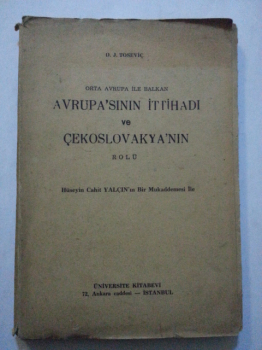 D. J. TOSEVIÇ
ORTA AVRUPA İLE BALKAN
AVRUPA'SININ İTTİHADI
ve
ÇEKOSLOVAKYA'NIN
ROLÜ
Hüseyin Cahit YALÇIN'ın Bir Mukaddemesi İle
ÜNİVERSİTE KİTABEVİ
12, Ankara caddesi — İSTANBUL